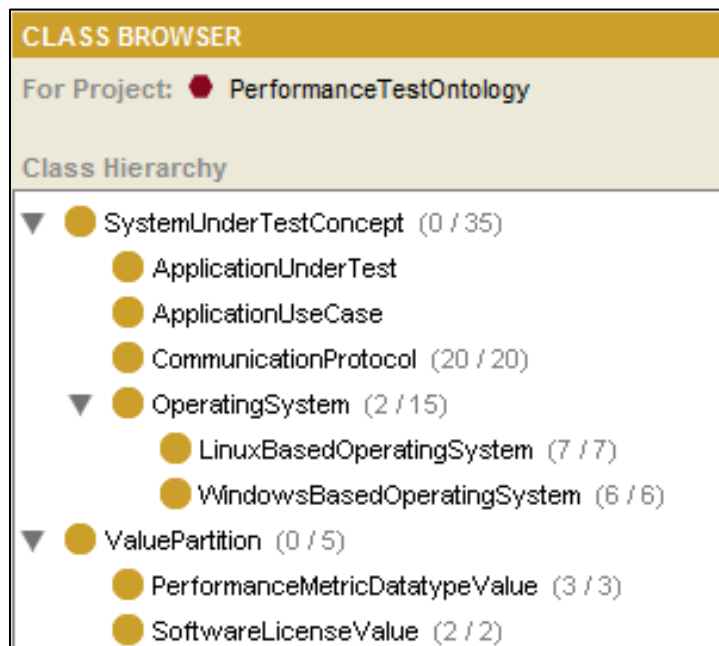 CLASS BROWSER
For Project: PerformanceTestOntology
Class Hierarchy
SystemUnderTestConcept (0 / 35)
ApplicationUnderTest
ApplicationUseCase
CommunicationProtocol (20 / 20)
OperatingSystem (2 / 15)
LinuxBasedOperatingSystem (7 / 7)
WindowsBasedOperatingSystem (6 / 6)
ValuePartition (0 / 5)
PerformanceMetricDatatypeValue (3 / 3)
SoftwareLicenseValue (2 / 2)